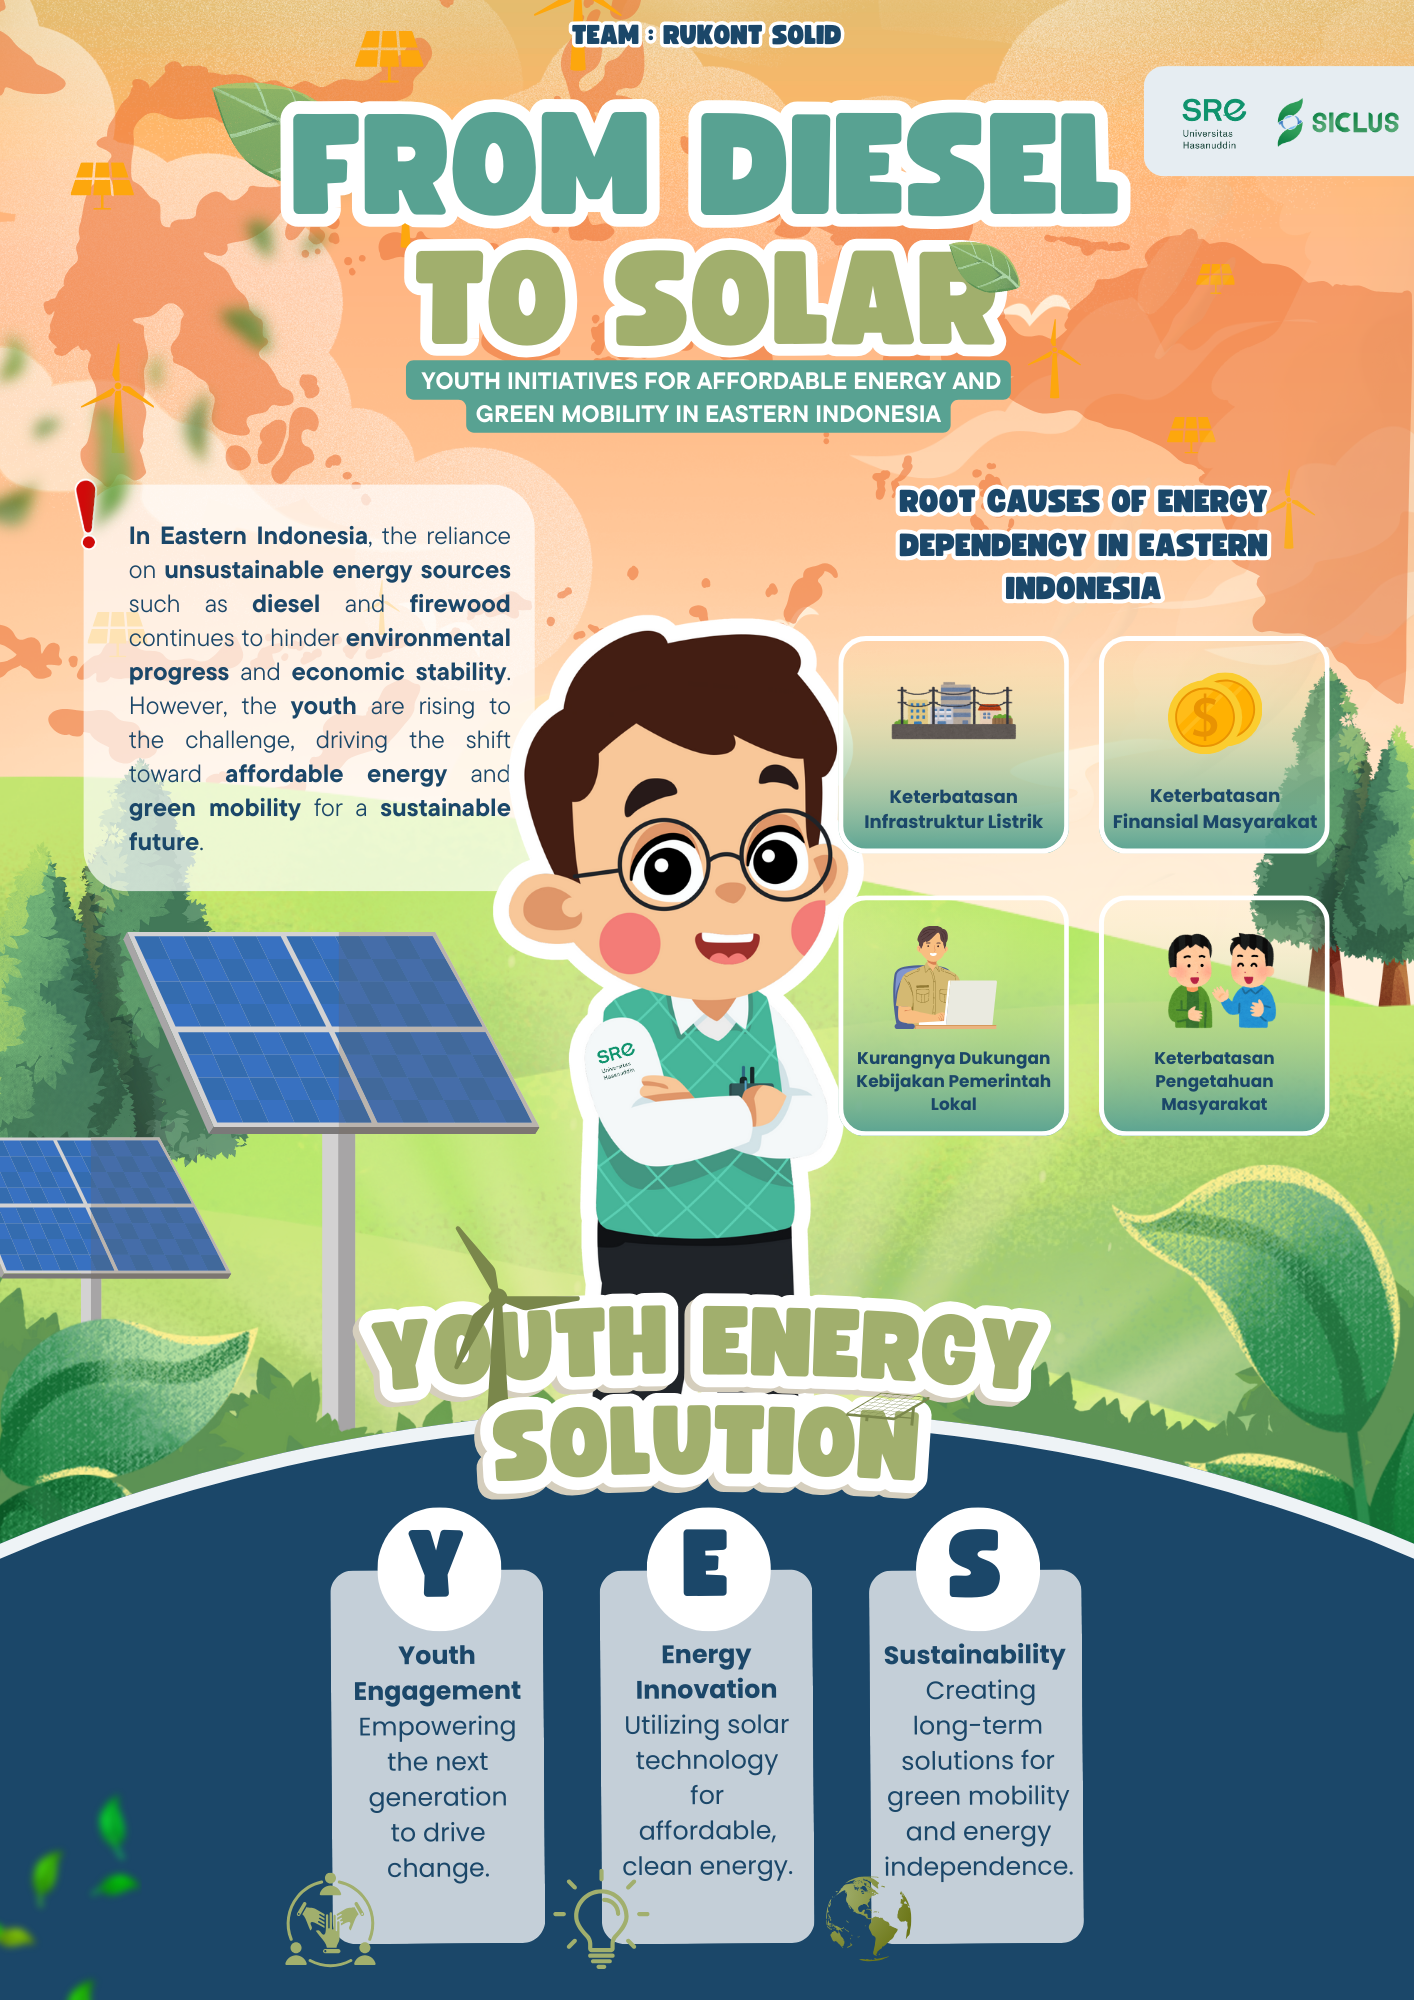 TEAM : RUKONT SOLID
SRE
Universitas
Hasanuddin
SICLUS
FROM DIESEL
TO SOLAR
YOUTH INITIATIVES FOR AFFORDABLE ENERGY AND
GREEN MOBILITY IN EASTERN INDONESIA
In Eastern Indonesia, the reliance
on unsustainable energy sources
such as diesel and firewood
continues to hinder environmental
progress and economic stability.
However, the youth are rising to
the challenge, driving the shift
toward affordable energy and
green mobility for a sustainable
future.
ROOT CAUSES OF ENERGY
DEPENDENCY IN EASTERN
INDONESIA
Keterbatasan
Infrastruktur Listrik
Keterbatasan
Finansial Masyarakat
Kurangnya Dukungan
Kebijakan Pemerintah
Lokal
Keterbatasan
Pengetahuan
Masyarakat
SRE
Universitas
Hasanuddin
YOUTH ENERGY
SOLUTION
Y
Youth
Engagement
Empowering
the next
generation
to drive
change.
E
Energy
Innovation
Utilizing solar
technology
for
affordable,
clean energy.
S
Sustainability
Creating
long-term
solutions for
green mobility
and energy
independence.